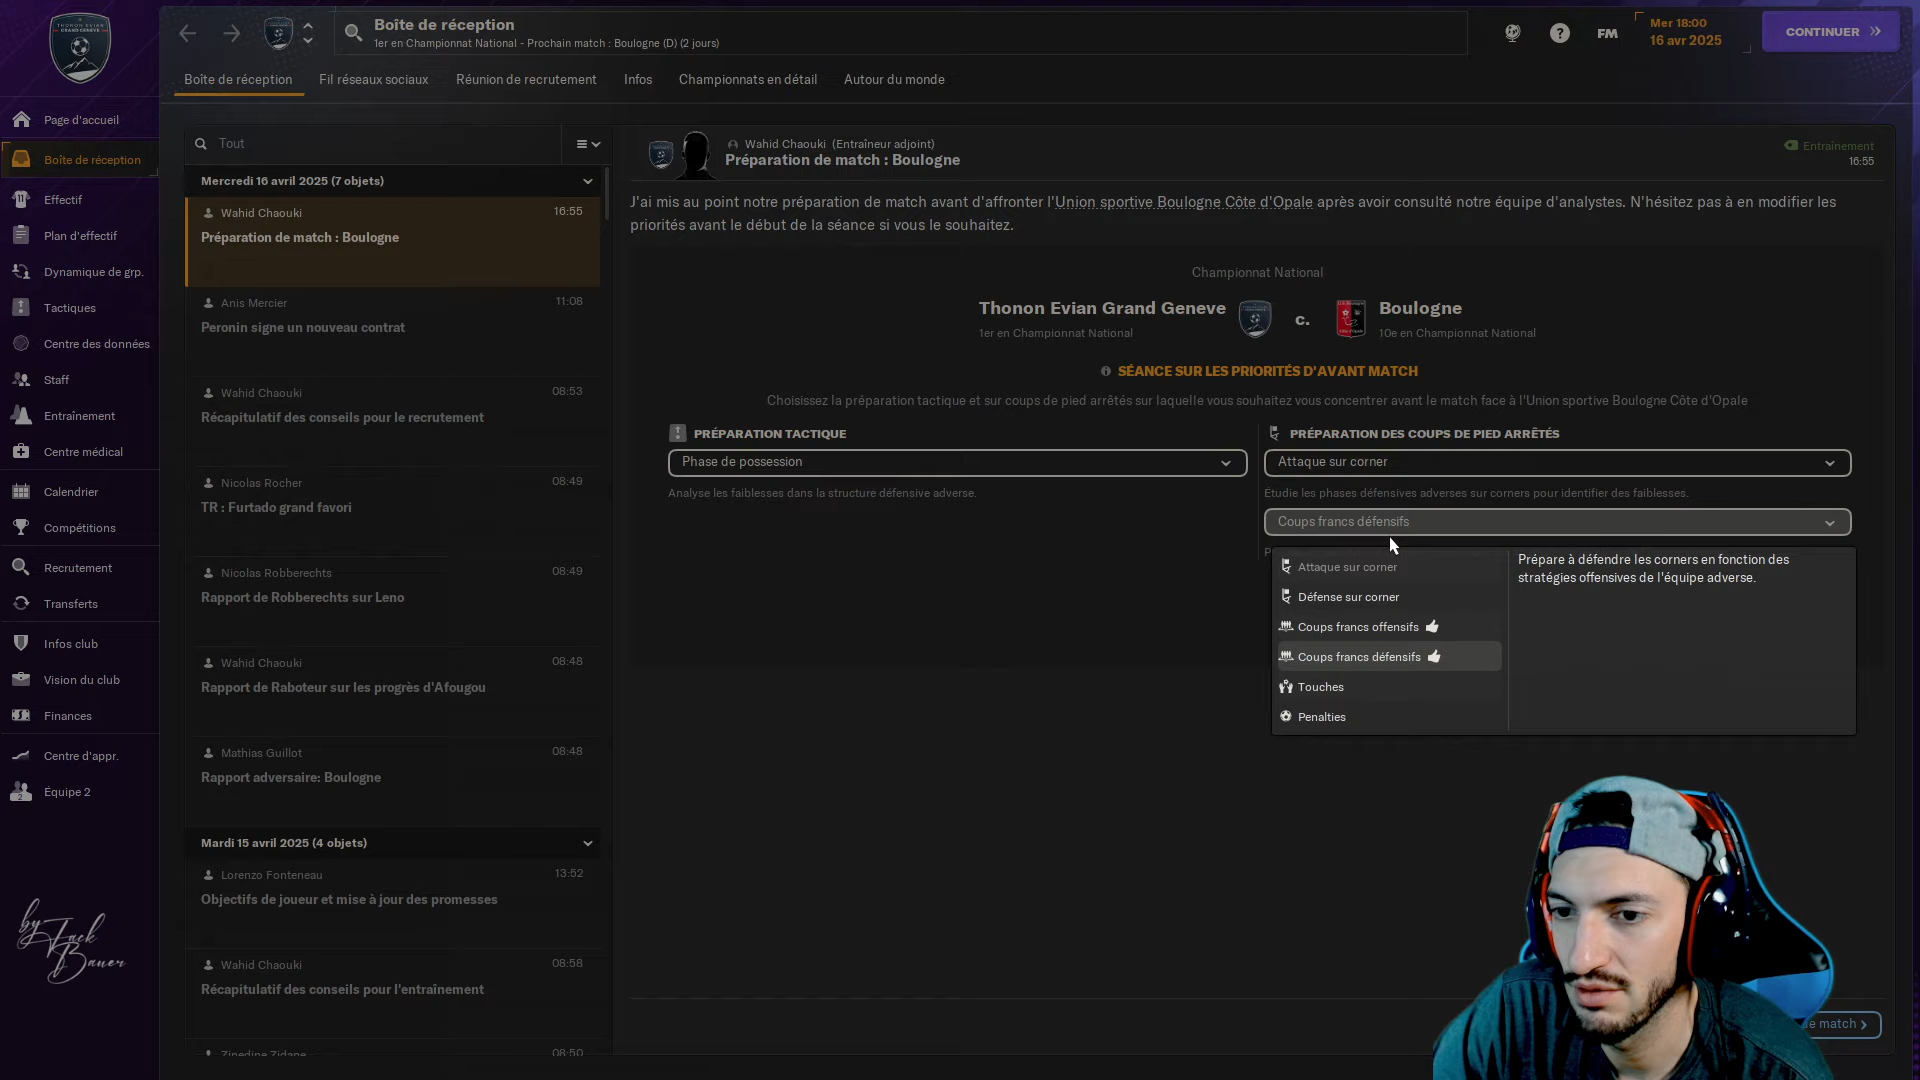 THONON EVIAN
GRAND GENÈVE
Boîte de réception
1er en Championnat National - Prochain match : Boulogne (D) (2 jours)
FM
Mer 18:00
16 avr 2025
CONTINUER
Boîte de réception
Fil réseaux sociaux
Réunion de recrutement
Infos
Championnats en détail
Autour du monde
Page d'accueil
Boîte de réception
Effectif
Plan d'effectif
Dynamique de grp.
Tactiques
Centre des données
Staff
Entraînement
Centre médical
Calendrier
Compétitions
Recrutement
Transferts
Infos club
Vision du club
Finances
Centre d'appr.
2
Équipe 2
by Jack
Bauer
Tout
Mercredi 16 avril 2025 (7 objets)
Wahid Chaouki
16:55
Préparation de match : Boulogne
Anis Mercier
11:08
Peronin signe un nouveau contrat
Wahid Chaouki
08:53
Récapitulatif des conseils pour le recrutement
Nicolas Rocher
08:49
TR : Furtado grand favori
Nicolas Robberechts
08:49
Rapport de Robberechts sur Leno
Wahid Chaouki
08:48
Rapport de Raboteur sur les progrès d'Afougou
Mathias Guillot
08:48
Rapport adversaire: Boulogne
Mardi 15 avril 2025 (4 objets)
Lorenzo Fonteneau
13:52
Objectifs de joueur et mise à jour des promesses
Wahid Chaouki
08:58
Récapitulatif des conseils pour l'entraînement
Zinedine Zidane
08:50
Wahid Chaouki (Entraîneur adjoint)
Préparation de match : Boulogne
Entraînement
16:55
J'ai mis au point notre préparation de match avant d'affronter l'Union sportive Boulogne Côte d'Opale après avoir consulté notre équipe d'analystes. N'hésitez pas à en modifier les
priorités avant le début de la séance si vous le souhaitez.
Championnat National
Thonon Evian Grand Geneve
1er en Championnat National
c.
Boulogne
10e en Championnat National
SÉANCE SUR LES PRIORITÉS D'AVANT MATCH
Choisissez la préparation tactique et sur coups de pied arrêtés sur laquelle vous souhaitez vous concentrer avant le match face à l'Union sportive Boulogne Côte d'Opale
PRÉPARATION TACTIQUE
Phase de possession
Analyse les faiblesses dans la structure défensive adverse.
PRÉPARATION DES COUPS DE PIED ARRÊTÉS
Attaque sur corner
Étudie les phases défensives adverses sur corners pour identifier des faiblesses.
Coups francs défensifs
Attaque sur corner
Défense sur corner
Coups francs offensifs
Coups francs défensifs
Touches
Penalties
Prépare à défendre les corners en fonction des
stratégies offensives de l'équipe adverse.
match